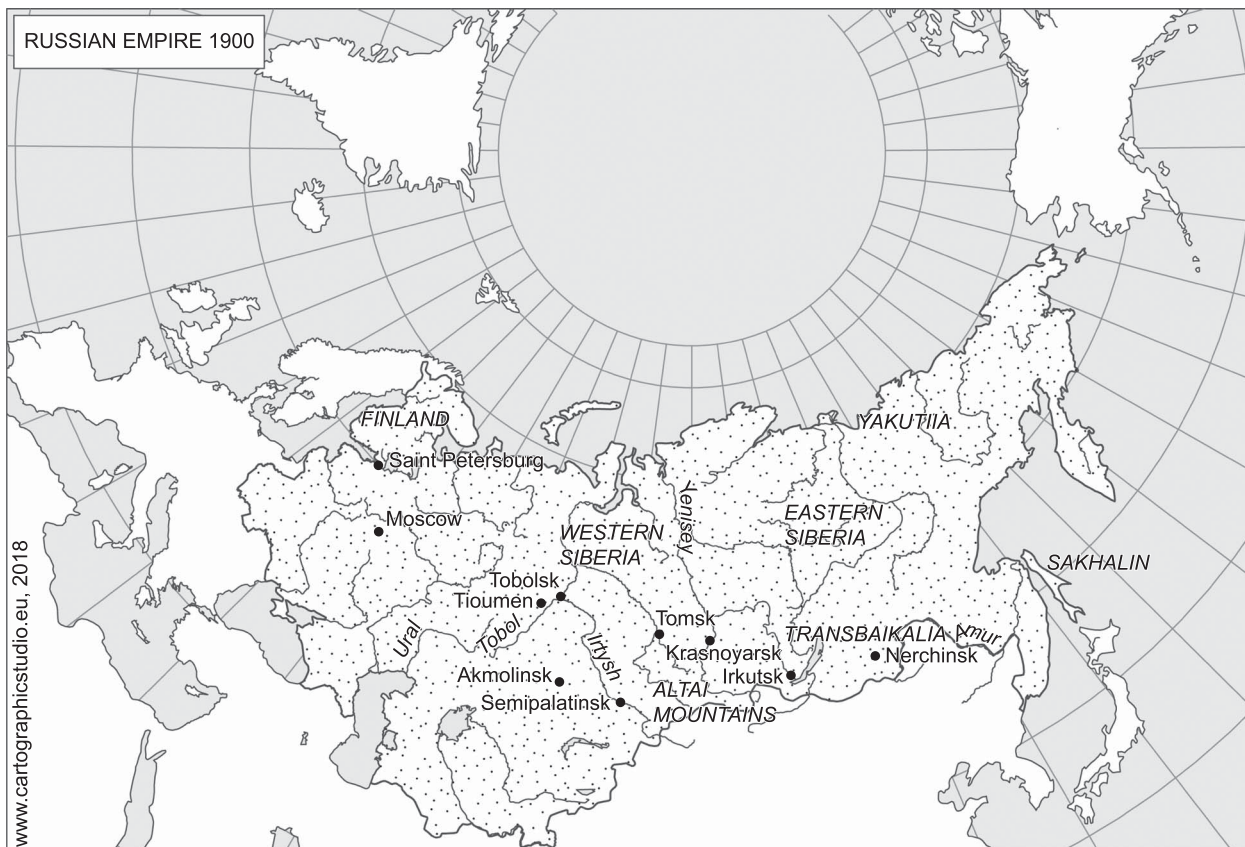 RUSSIAN EMPIRE 1900
FINLAND
Saint Petersburg
Moscow
YAKUTIIA
Yenisey
EASTERN
SIBERIA
WESTERN
SIBERIA
SAKHALIN
Tobolsk
Tioumen
Tobol
Ural
Irtysh
Tomsk
Krasnoyarsk
TRANSBAIKALIA
Amur
Nerchinsk
Irkutsk
Akmolinsk
Semipalatinsk
ALTAI
MOUNTAINS
www.cartographicstudio.eu, 2018